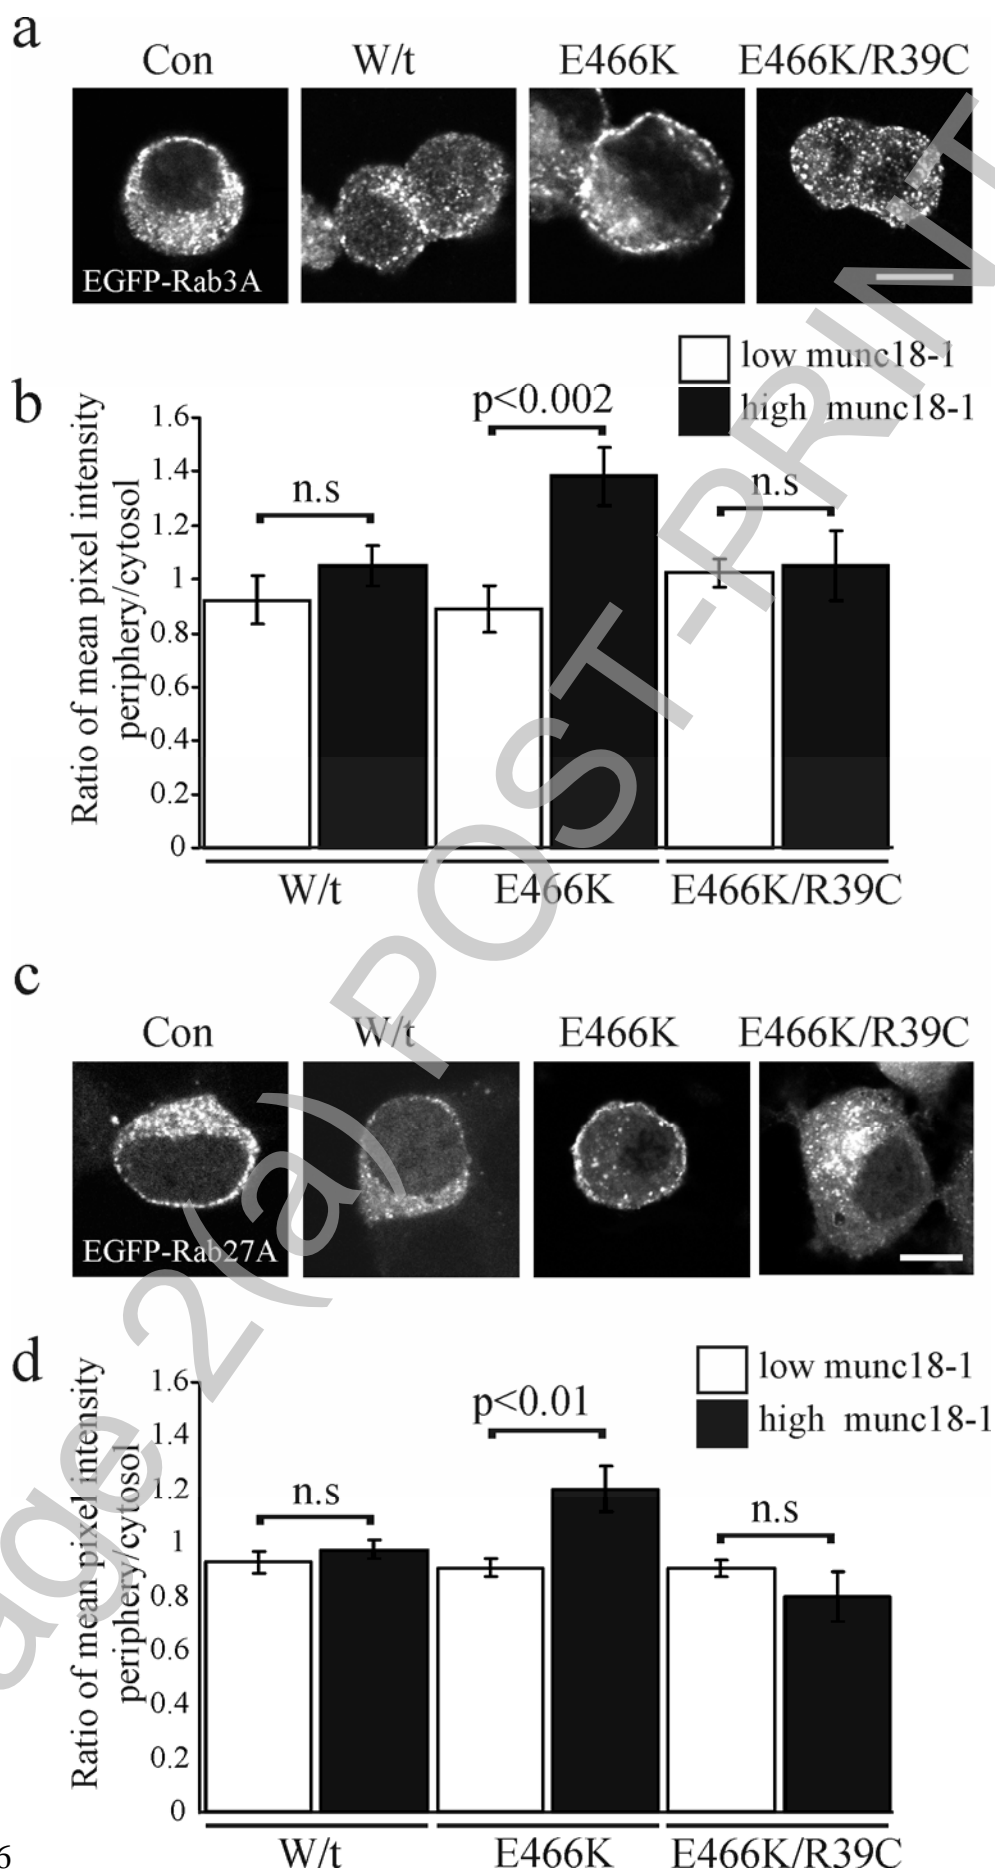 a
Con W/t E466K E466K/R39C
EGFP-Rab3A
b
low munc18-1
high munc18-1
Ratio of mean pixel intensity
periphery/cytosol
1.6
1.4
1.2
1
0.8
0.6
0.4
0.2
0
n.s
p<0.002
n.s
W/t E466K E466K/R39C
c
Con W/t E466K E466K/R39C
EGFP-Rab27A
d
low munc18-1
high munc18-1
Ratio of mean pixel intensity
periphery/cytosol
1.6
1.4
1.2
1
0.8
0.6
0.4
0.2
0
n.s
p<0.01
n.s
W/t E466K E466K/R39C
6
age 2(a) POST-PRINT